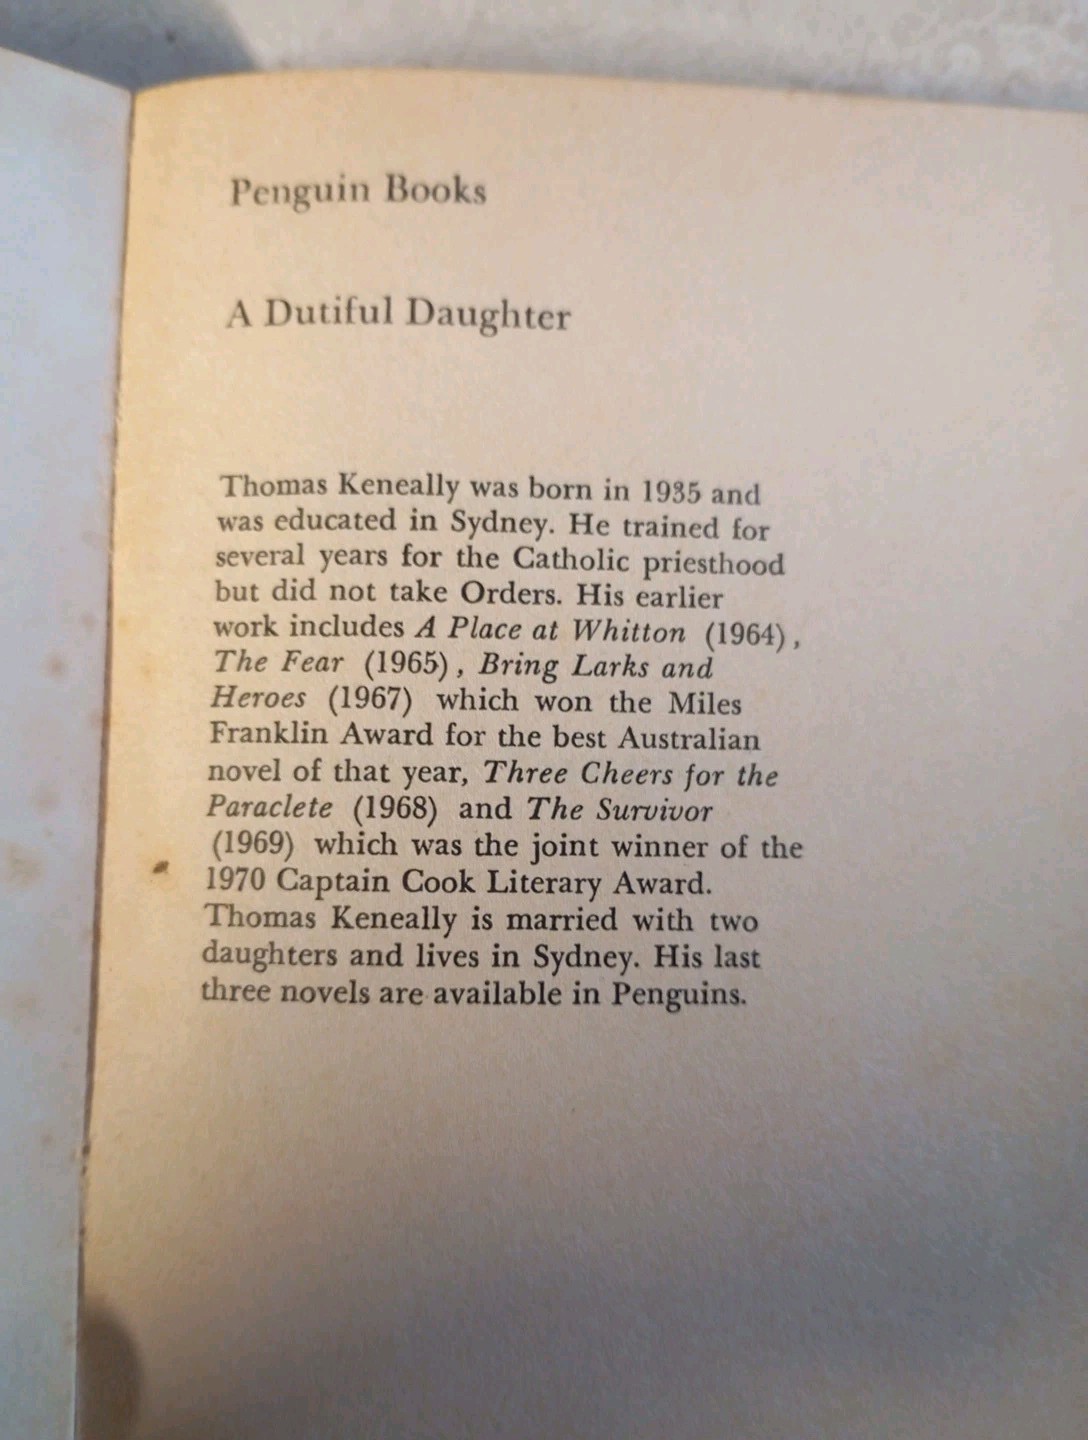 Penguin Books
A Dutiful Daughter
Thomas Keneally was born in 1935 and
was educated in Sydney. He trained for
several years for the Catholic priesthood
but did not take Orders. His earlier
work includes A Place at Whitton (1964),
The Fear (1965), Bring Larks and
Heroes (1967) which won the Miles
Franklin Award for the best Australian
novel of that year, Three Cheers for the
Paraclete (1968) and The Survivor
(1969) which was the joint winner of the
1970 Captain Cook Literary Award.
Thomas Keneally is married with two
daughters and lives in Sydney. His last
three novels are available in Penguins.